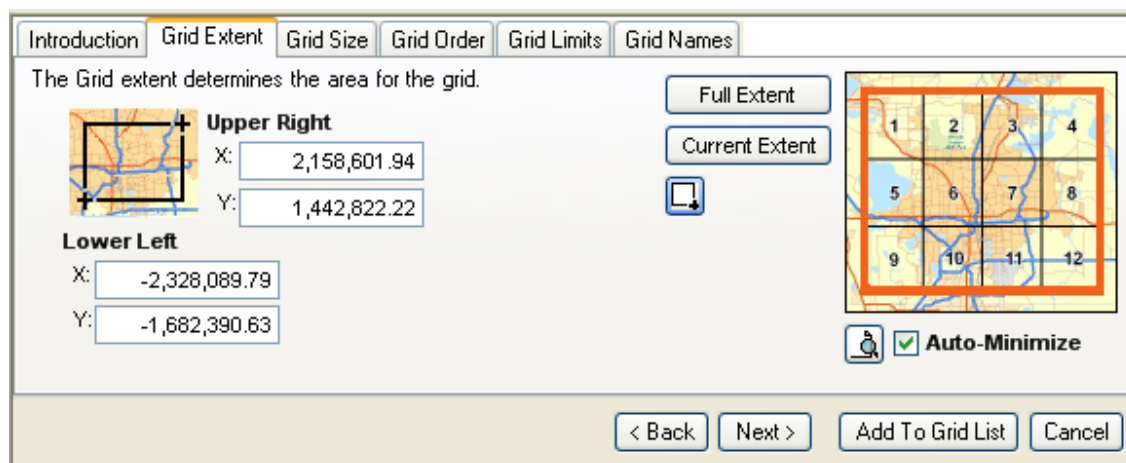 Introduction Grid Extent Grid Size Grid Order Grid Limits Grid Names
The Grid extent determines the area for the grid.
Upper Right
X: 2,158,601.94
Y: 1,442,822.22
Lower Left
X: -2,328,089.79
Y: -1,682,390.63
Full Extent
Current Extent
1 2 3 4
5 6 7 8
9 10 11 12
Auto-Minimize
< Back Next > Add To Grid List Cancel